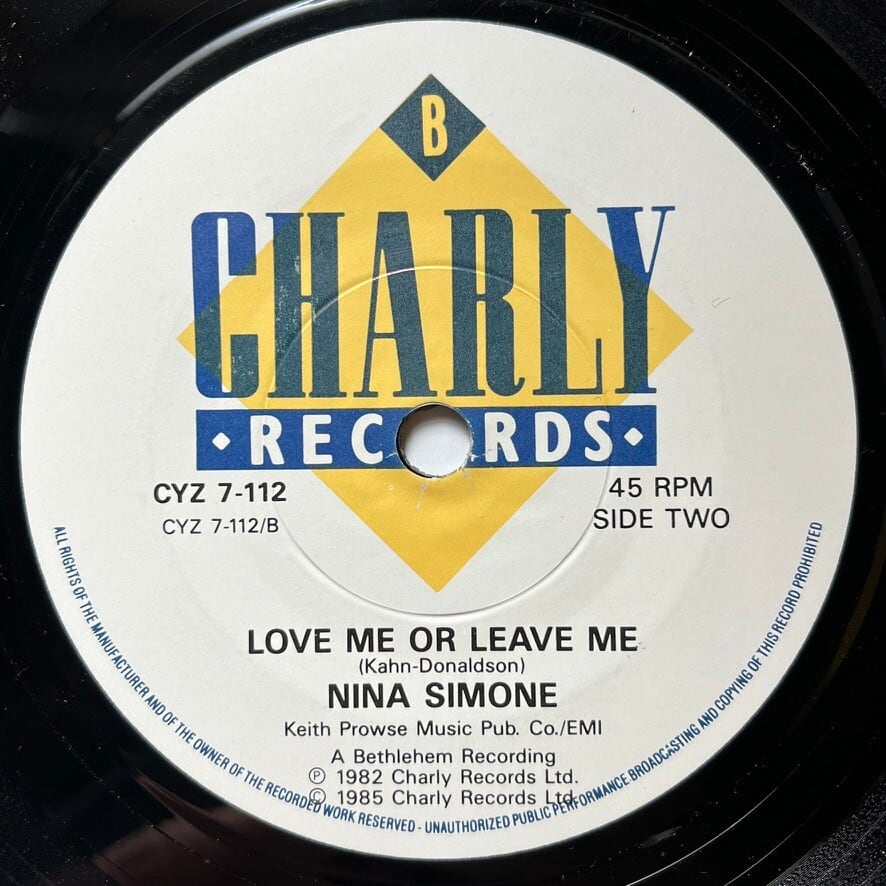 B
CHARLY
·REC RDS·
CYZ 7-112
CYZ 7-112/B
45 RPM
SIDE TWO
LOVE ME OR LEAVE ME
(Kahn-Donaldson)
NINA SIMONE
Keith Prowse Music Pub. Co./EMI
A Bethlehem Recording
℗ 1982 Charly Records Ltd.
© 1985 Charly Records Ltd.
ALL RIGHTS OF THE MANUFACTURER AND OF THE OWNER OF THE RECORDED WORK RESERVED - UNAUTHORIZED PUBLIC PERFORMANCE BROADCASTING AND COPYING OF THIS RECORD PROHIBITED